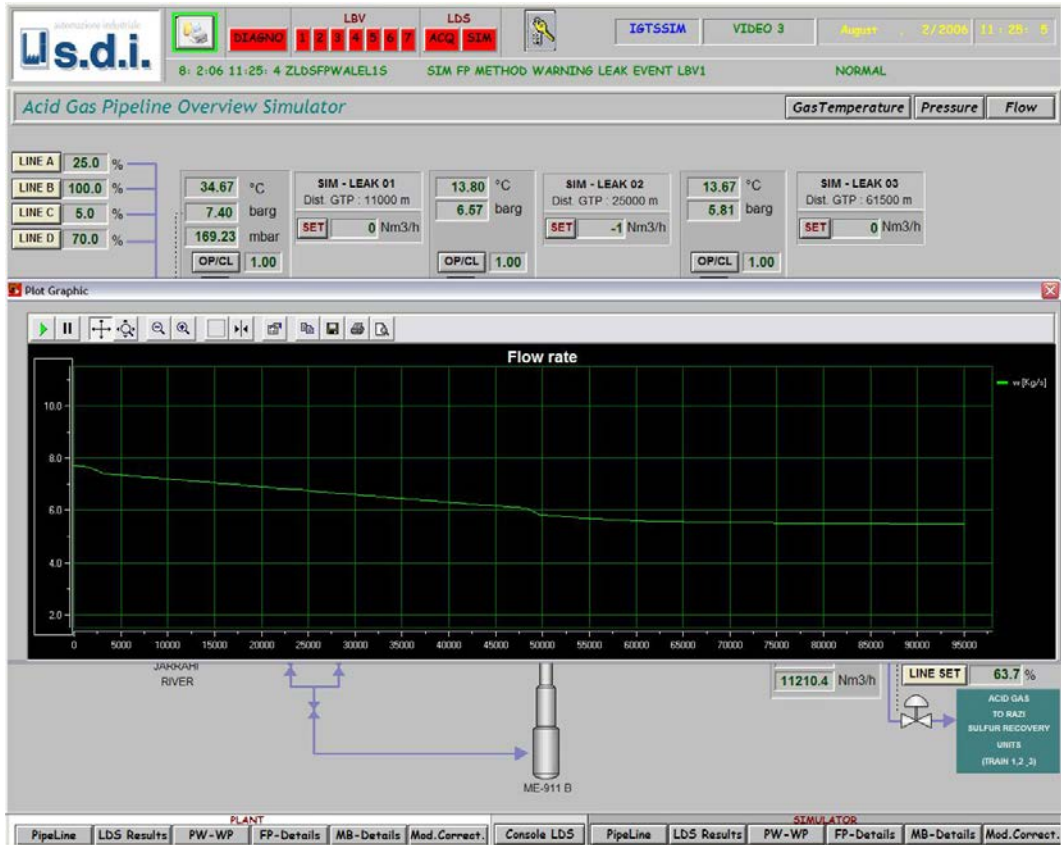 automazione industriale
s.d.i.
DIAGNO
LBV
1 2 3 4 5 6 7
LDS
ACQ SIM
IGTSSIM
VIDEO 3
August , 2/2006 11:25: 5
8: 2:06 11:25: 4 ZLDSFPWALEL1S SIM FP METHOD WARNING LEAK EVENT LBV1 NORMAL
Acid Gas Pipeline Overview Simulator
GasTemperature Pressure Flow
LINE A 25.0 %
LINE B 100.0 %
LINE C 5.0 %
LINE D 70.0 %
34.67 °C
7.40 barg
169.23 mbar
OP/CL 1.00
SIM - LEAK 01
Dist. GTP : 11000 m
SET 0 Nm3/h
13.80 °C
6.57 barg
OP/CL 1.00
SIM - LEAK 02
Dist. GTP : 25000 m
SET -1 Nm3/h
13.67 °C
5.81 barg
OP/CL 1.00
SIM - LEAK 03
Dist. GTP : 61500 m
SET 0 Nm3/h
Plot Graphic
Flow rate
w [Kg/s]
10.0
8.0
6.0
4.0
2.0
0 5000 10000 15000 20000 25000 30000 35000 40000 45000 50000 55000 60000 65000 70000 75000 80000 85000 90000 95000
JARRAHI
RIVER
ME-911 B
11210.4 Nm3/h
LINE SET 63.7 %
ACID GAS
TO RAZI
SULFUR RECOVERY
UNITS
(TRAIN 1,2 ,3)
PLANT
PipeLine LDS Results PW-WP FP-Details MB-Details Mod.Correct.
Console LDS
SIMULATOR
PipeLine LDS Results PW-WP FP-Details MB-Details Mod.Correct.